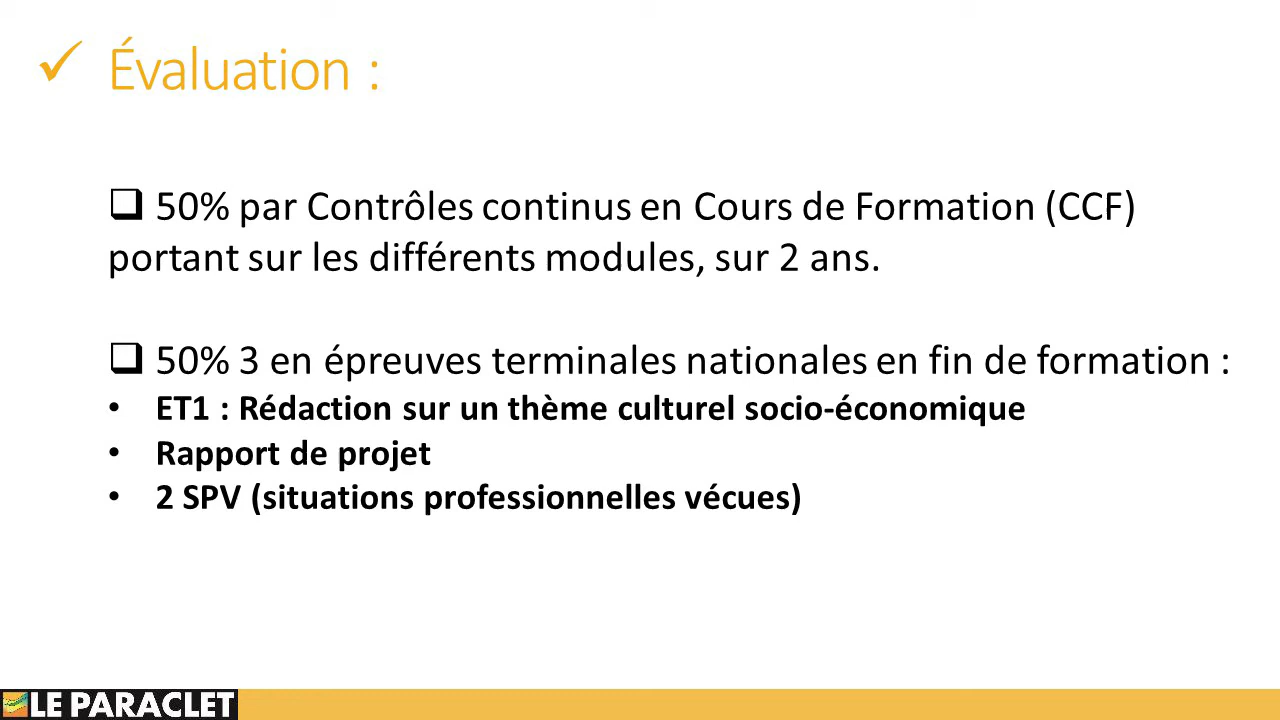 ✓ Évaluation :
❑ 50% par Contrôles continus en Cours de Formation (CCF)
portant sur les différents modules, sur 2 ans.
❑ 50% 3 en épreuves terminales nationales en fin de formation :
• ET1 : Rédaction sur un thème culturel socio-économique
• Rapport de projet
• 2 SPV (situations professionnelles vécues)
LE PARACLET